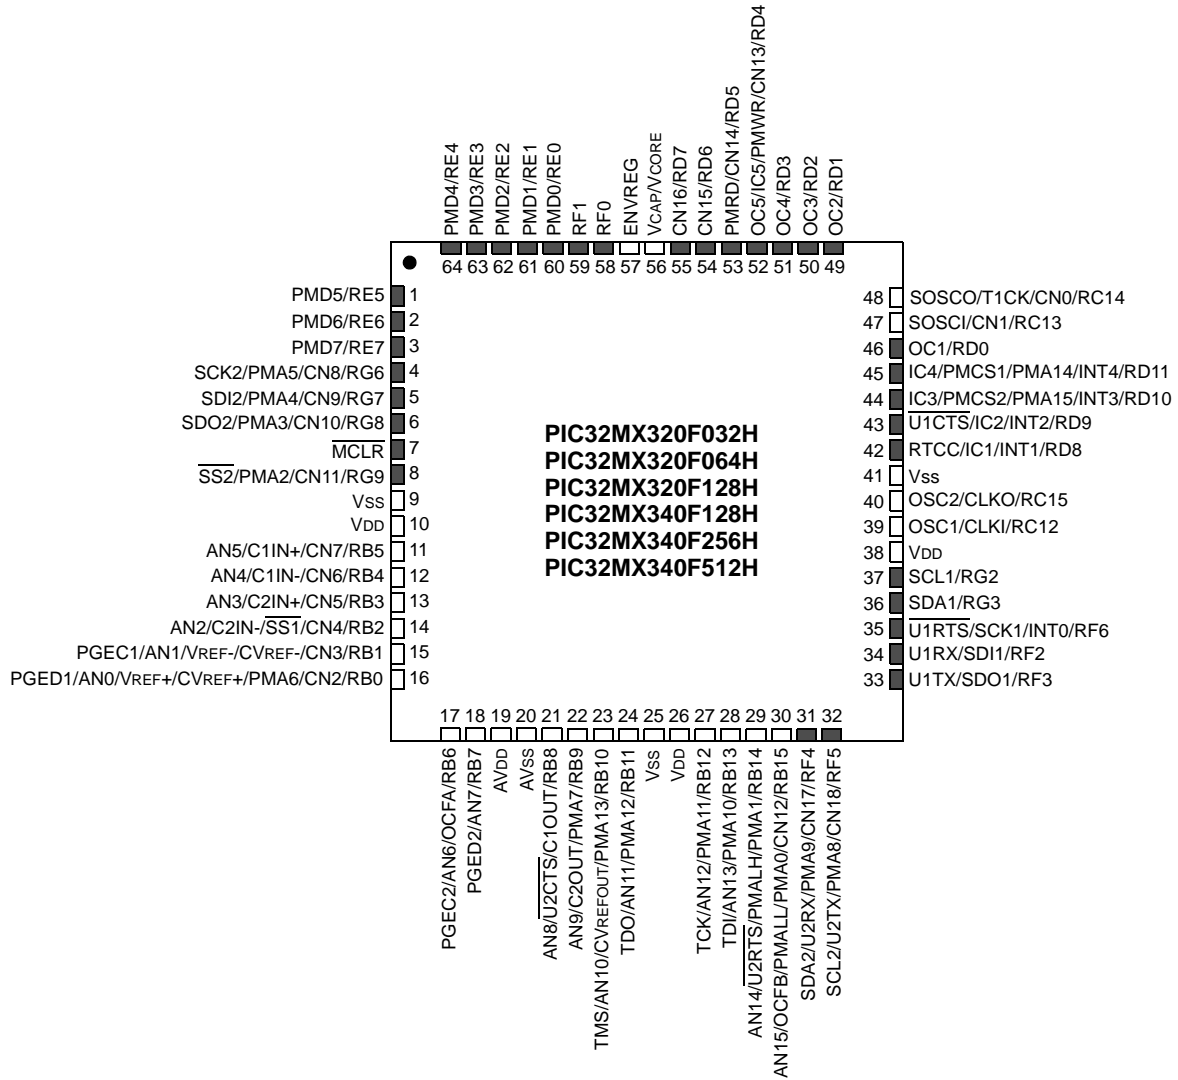 PMD4/RE4
PMD3/RE3
PMD2/RE2
PMD1/RE1
PMD0/RE0
RF1
RF0
ENVREG
VCAP/VCORE
CN16/RD7
CN15/RD6
PMRD/CN14/RD5
OC5/IC5/PMWR/CN13/RD4
OC4/RD3
OC3/RD2
OC2/RD1
64 63 62 61 60 59 58 57 56 55 54 53 52 51 50 49
PMD5/RE5 1
PMD6/RE6 2
PMD7/RE7 3
SCK2/PMA5/CN8/RG6 4
SDI2/PMA4/CN9/RG7 5
SDO2/PMA3/CN10/RG8 6
MCLR 7
SS2/PMA2/CN11/RG9 8
VSS 9
VDD 10
AN5/C1IN+/CN7/RB5 11
AN4/C1IN-/CN6/RB4 12
AN3/C2IN+/CN5/RB3 13
AN2/C2IN-/SS1/CN4/RB2 14
PGEC1/AN1/VREF-/CVREF-/CN3/RB1 15
PGED1/AN0/VREF+/CVREF+/PMA6/CN2/RB0 16
PIC32MX320F032H
PIC32MX320F064H
PIC32MX320F128H
PIC32MX340F128H
PIC32MX340F256H
PIC32MX340F512H
48 SOSCO/T1CK/CN0/RC14
47 SOSCI/CN1/RC13
46 OC1/RD0
45 IC4/PMCS1/PMA14/INT4/RD11
44 IC3/PMCS2/PMA15/INT3/RD10
43 U1CTS/IC2/INT2/RD9
42 RTCC/IC1/INT1/RD8
41 Vss
40 OSC2/CLKO/RC15
39 OSC1/CLKI/RC12
38 VDD
37 SCL1/RG2
36 SDA1/RG3
35 U1RTS/SCK1/INT0/RF6
34 U1RX/SDI1/RF2
33 U1TX/SDO1/RF3
17 18 19 20 21 22 23 24 25 26 27 28 29 30 31 32
PGEC2/AN6/OCFA/RB6
PGED2/AN7/RB7
AVDD
AVSS
AN8/U2CTS/C1OUT/RB8
AN9/C2OUT/PMA7/RB9
TMS/AN10/CVREFOUT/PMA13/RB10
TDO/AN11/PMA12/RB11
VSS
VDD
TCK/AN12/PMA11/RB12
TDI/AN13/PMA10/RB13
AN14/U2RTS/PMALH/PMA1/RB14
AN15/OCFB/PMALL/PMA0/CN12/RB15
SDA2/U2RX/PMA9/CN17/RF4
SCL2/U2TX/PMA8/CN18/RF5